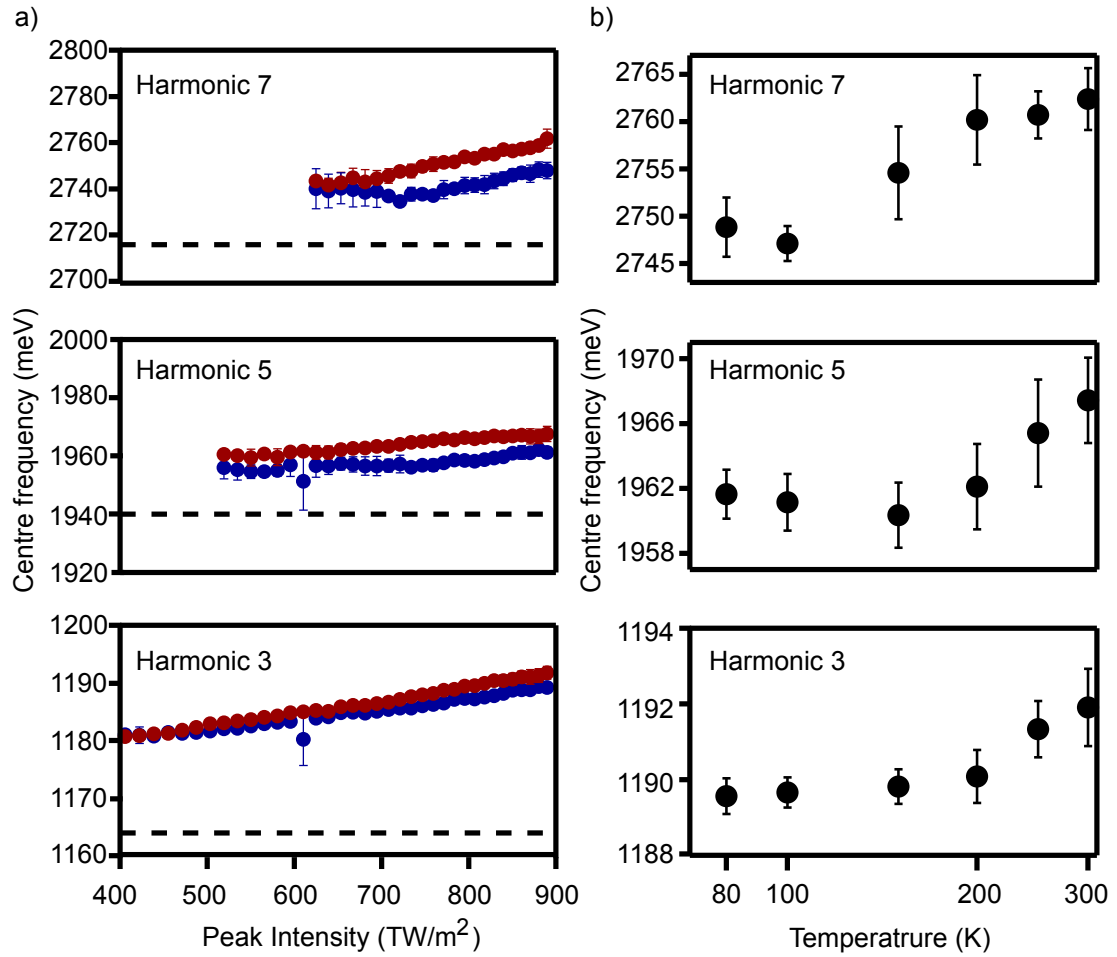 a)
Centre frequency (meV)
2800
2780
2760
2740
2720
2700
Harmonic 7
2000
1980
1960
1940
1920
Harmonic 5
1200
1190
1180
1170
1160
Harmonic 3
400 500 600 700 800 900
Peak Intensity (TW/m²)
b)
Centre frequency (meV)
2765
2760
2755
2750
2745
Harmonic 7
1970
1966
1962
1958
Harmonic 5
1194
1192
1190
1188
Harmonic 3
80 100 200 300
Temperatrure (K)